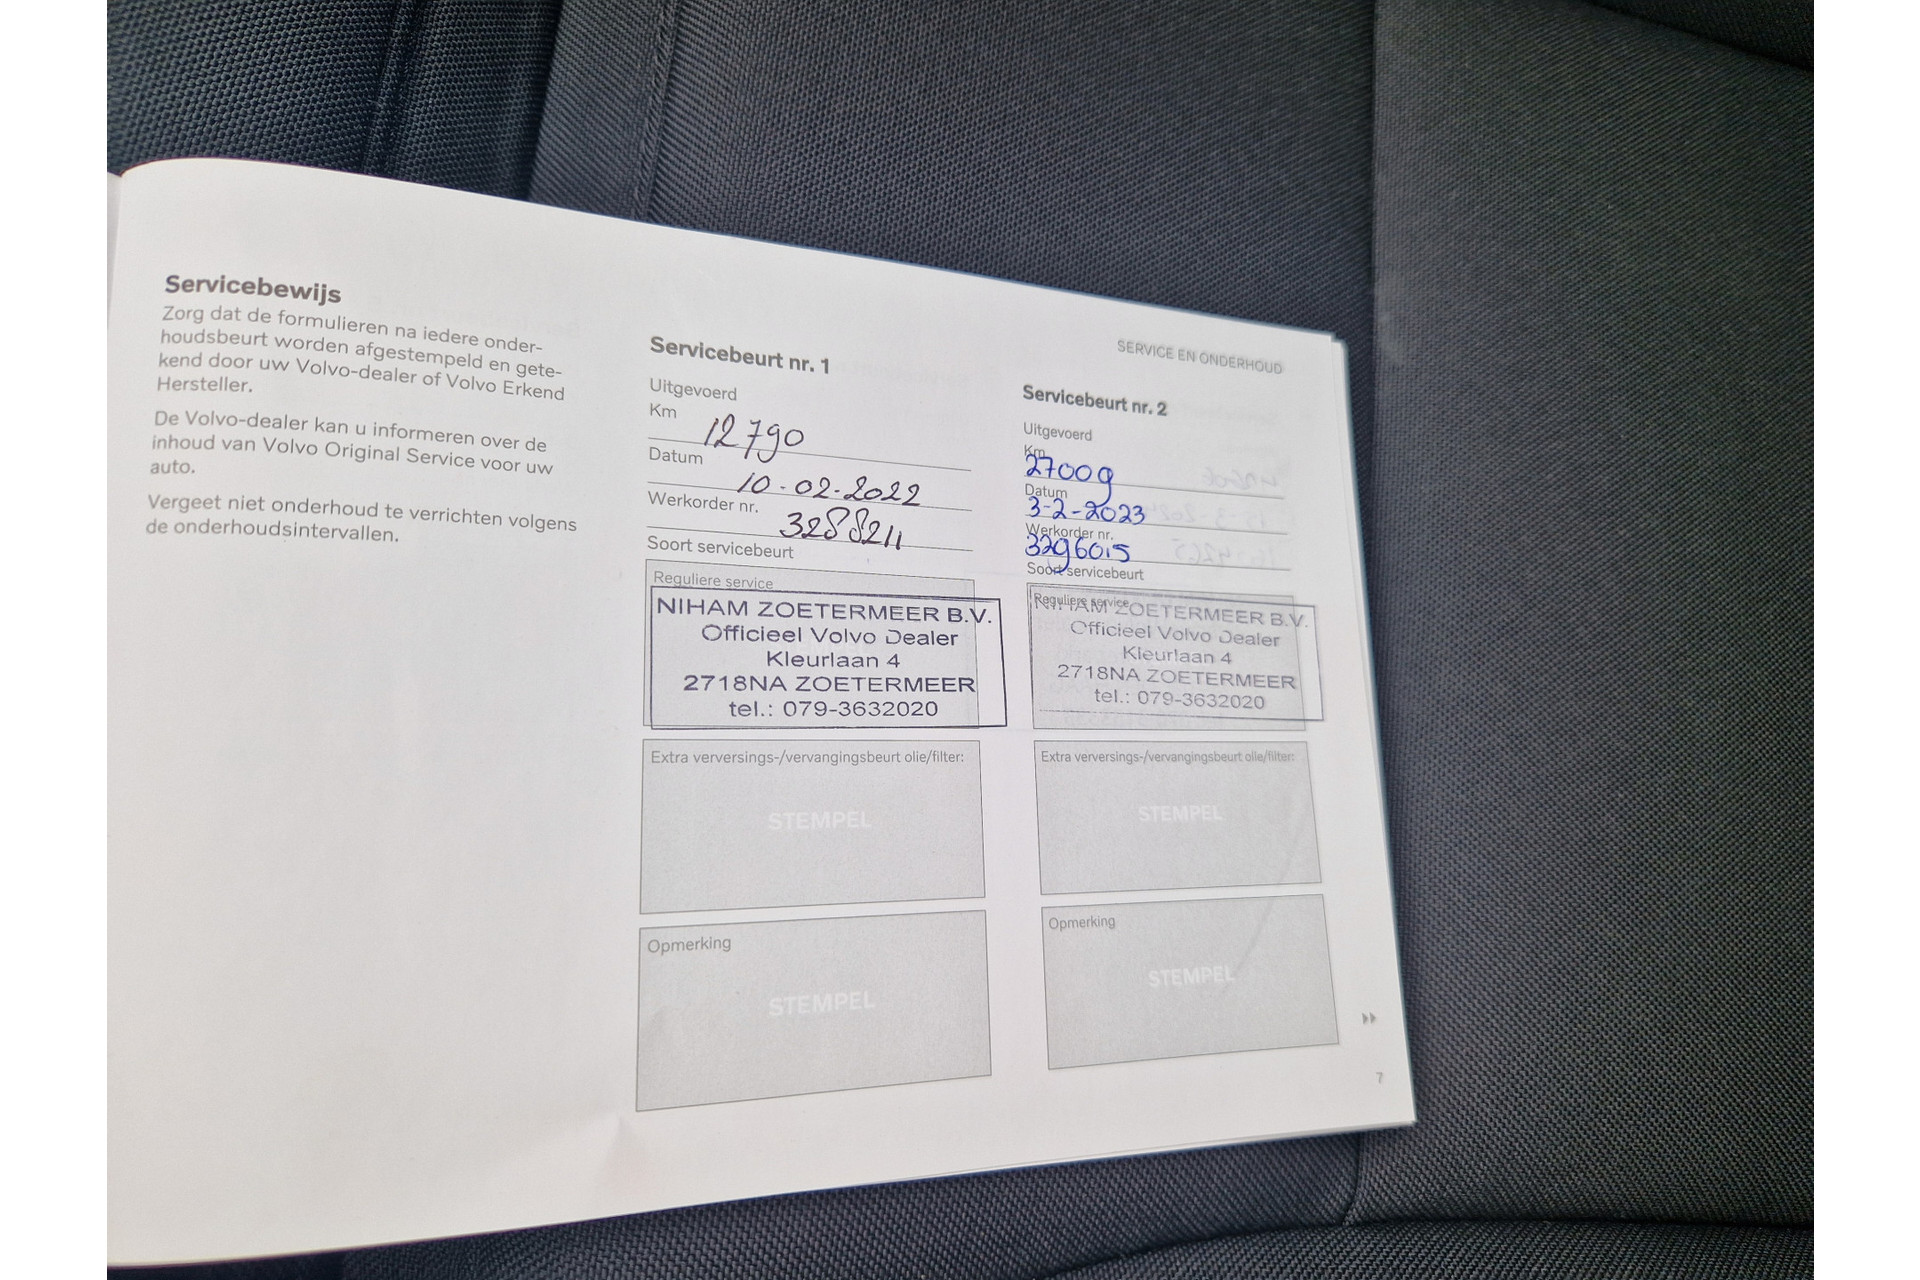 Servicebewijs
Zorg dat de formulieren na iedere onder-
houdsbeurt worden afgestempeld en gete-
kend door uw Volvo-dealer of Volvo Erkend
Hersteller.
De Volvo-dealer kan u informeren over de
inhoud van Volvo Original Service voor uw
auto.
Vergeet niet onderhoud te verrichten volgens
de onderhoudsintervallen.
Servicebeurt nr. 1
Uitgevoerd
Km 12790
Datum 10-02-2022
Werkorder nr. 3288211
Soort servicebeurt
Reguliere service
NIHAM ZOETERMEER B.V.
Officieel Volvo Dealer
Kleurlaan 4
2718NA ZOETERMEER
tel.: 079-3632020
Extra verversings-/vervangingsbeurt olie/filter:
STEMPEL
Opmerking
STEMPEL
SERVICE EN ONDERHOUD
Servicebeurt nr. 2
Uitgevoerd
Km
27009
Datum
3-2-2023
Werkorder nr.
3296015
Soort servicebeurt
Reguliere service
NIHAM ZOETERMEER B.V.
Officieel Volvo Dealer
Kleurlaan 4
2718NA ZOETERMEER
tel.: 079-3632020
Extra verversings-/vervangingsbeurt olie/filter:
STEMPEL
Opmerking
STEMPEL
7